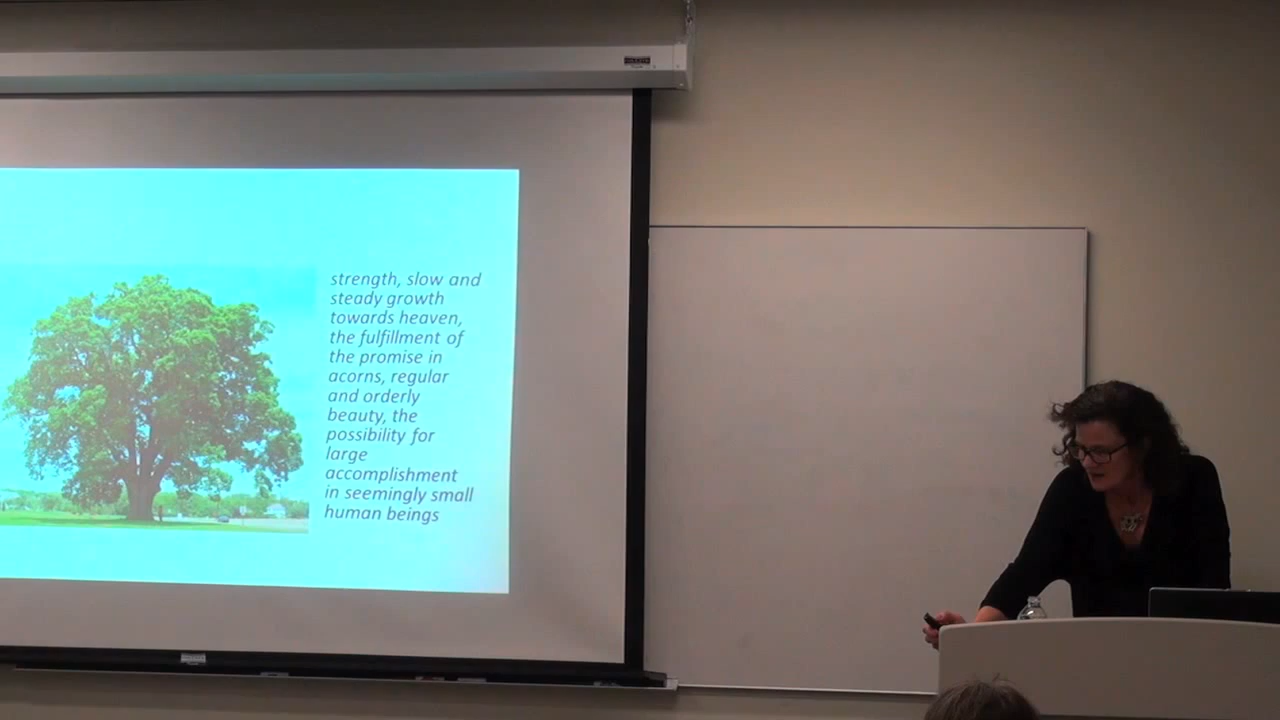 strength, slow and
steady growth
towards heaven,
the fulfillment of
the promise in
acorns, regular
and orderly
beauty, the
possibility for
large
accomplishment
in seemingly small
human beings